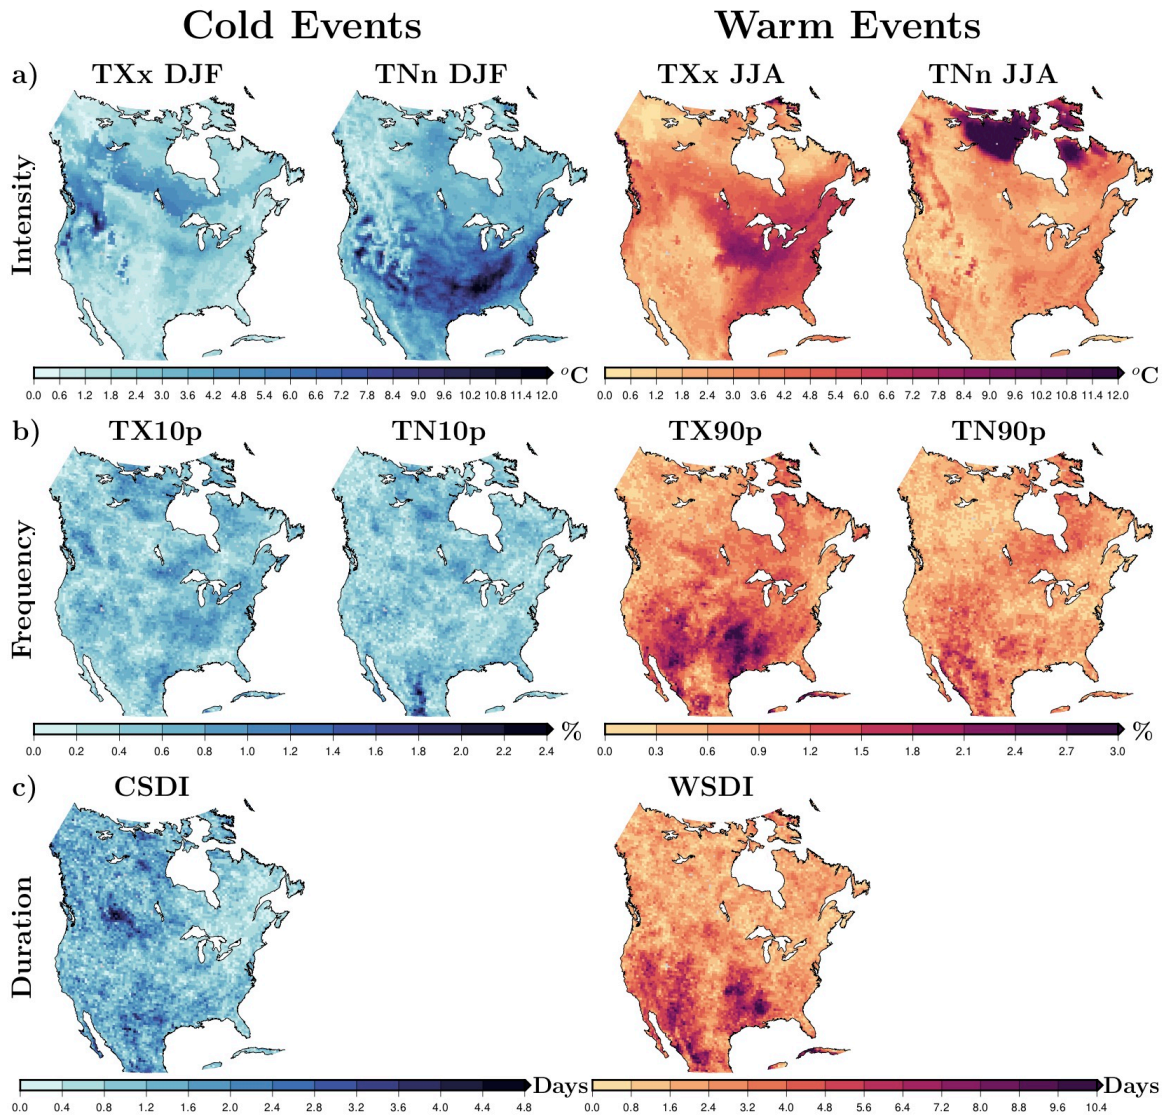 Cold Events Warm Events
a) TXx DJF TNn DJF TXx JJA TNn JJA
Intensity
0.0 0.6 1.2 1.8 2.4 3.0 3.6 4.2 4.8 5.4 6.0 6.6 7.2 7.8 8.4 9.0 9.6 10.2 10.8 11.4 12.0 °C
0.0 0.6 1.2 1.8 2.4 3.0 3.6 4.2 4.8 5.4 6.0 6.6 7.2 7.8 8.4 9.0 9.6 10.2 10.8 11.4 12.0 °C
b) TX10p TN10p TX90p TN90p
Frequency
0.0 0.2 0.4 0.6 0.8 1.0 1.2 1.4 1.6 1.8 2.0 2.2 2.4 %
0.0 0.3 0.6 0.9 1.2 1.5 1.8 2.1 2.4 2.7 3.0 %
c) CSDI WSDI
Duration
0.0 0.4 0.8 1.2 1.6 2.0 2.4 2.8 3.2 3.6 4.0 4.4 4.8 Days
0.0 0.8 1.6 2.4 3.2 4.0 4.8 5.6 6.4 7.2 8.0 8.8 9.6 10.4 Days